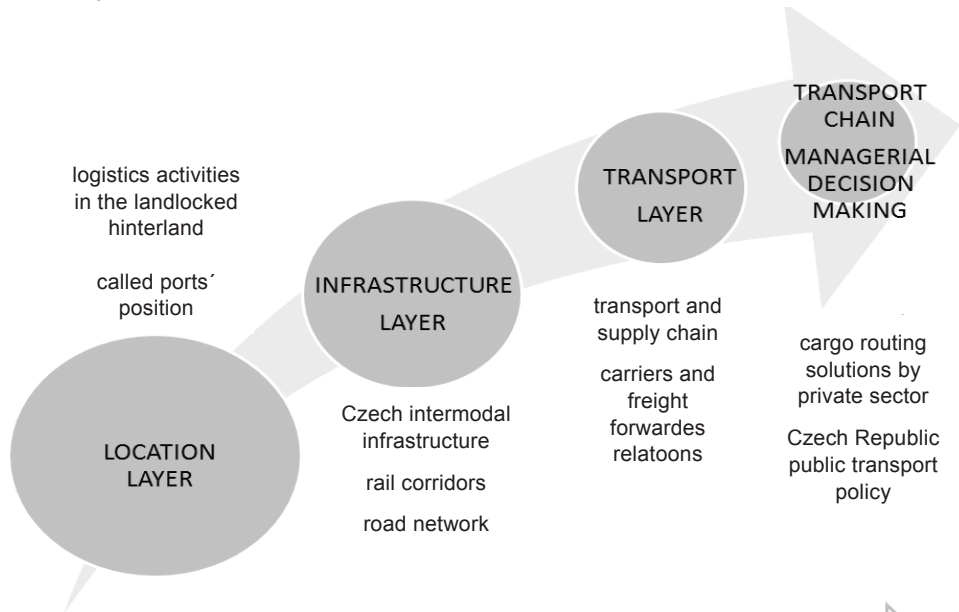 logistics activities
in the landlocked
hinterland
called ports´
position
LOCATION
LAYER
INFRASTRUCTURE
LAYER
Czech intermodal
infrastructure
rail corridors
road network
TRANSPORT
LAYER
transport and
supply chain
carriers and
freight
forwardes
relatoons
TRANSPORT
CHAIN
MANAGERIAL
DECISION
MAKING
cargo routing
solutions by
private sector
Czech Republic
public transport
policy